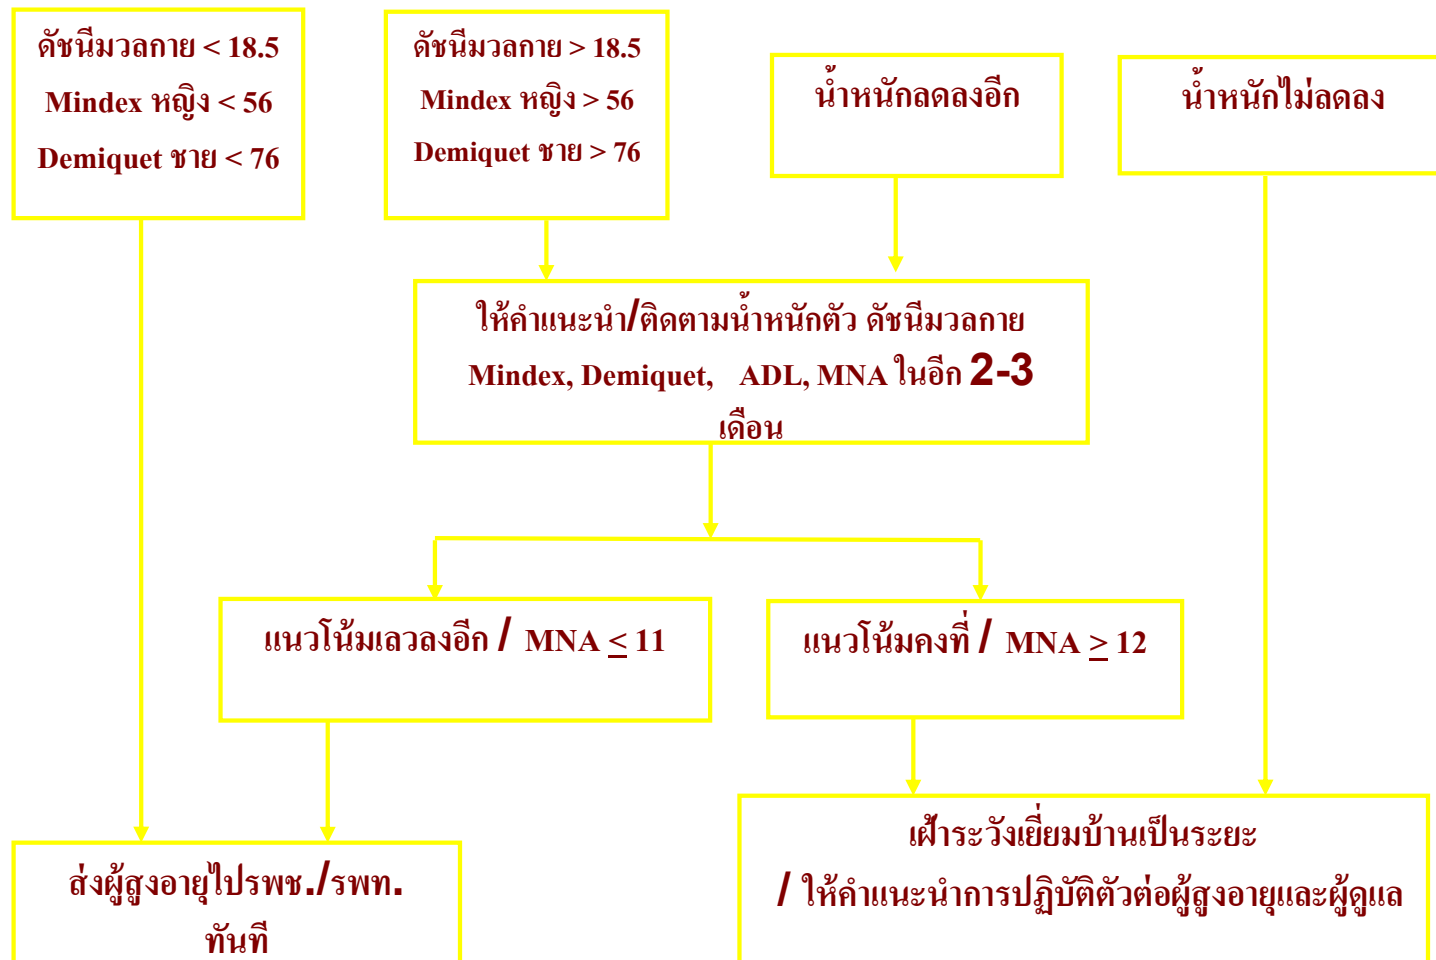 ดัชนีมวลกาย < 18.5
Mindex หญิง < 56
Demiquet ชาย < 76
ดัชนีมวลกาย > 18.5
Mindex หญิง > 56
Demiquet ชาย > 76
น้ำหนักลดลงอีก
น้ำหนักไม่ลดลง
ให้คำแนะนำ/ติดตามน้ำหนักตัว ดัชนีมวลกาย
Mindex, Demiquet, ADL, MNA ในอีก 2-3
เดือน
แนวโน้มเลวลงอีก / MNA ≤ 11
แนวโน้มคงที่ / MNA ≥ 12
ส่งผู้สูงอายุไปรพช./รพท.
ทันที
เฝ้าระวังเยี่ยมบ้านเป็นระยะ
/ ให้คำแนะนำการปฏิบัติตัวต่อผู้สูงอายุและผู้ดูแล